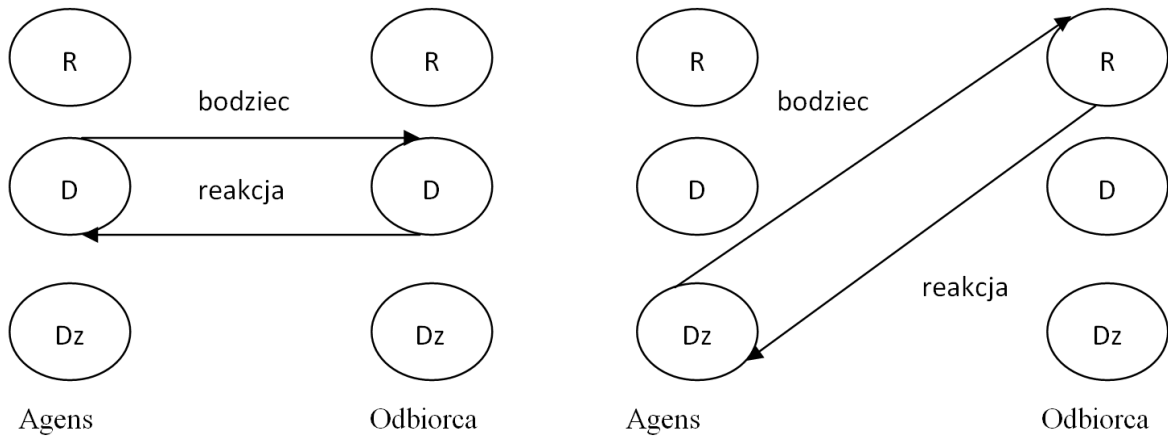 R R R R
bodziec bodziec
D D D D
reakcja
reakcja
Dz Dz Dz Dz
Agens Odbiorca Agens Odbiorca